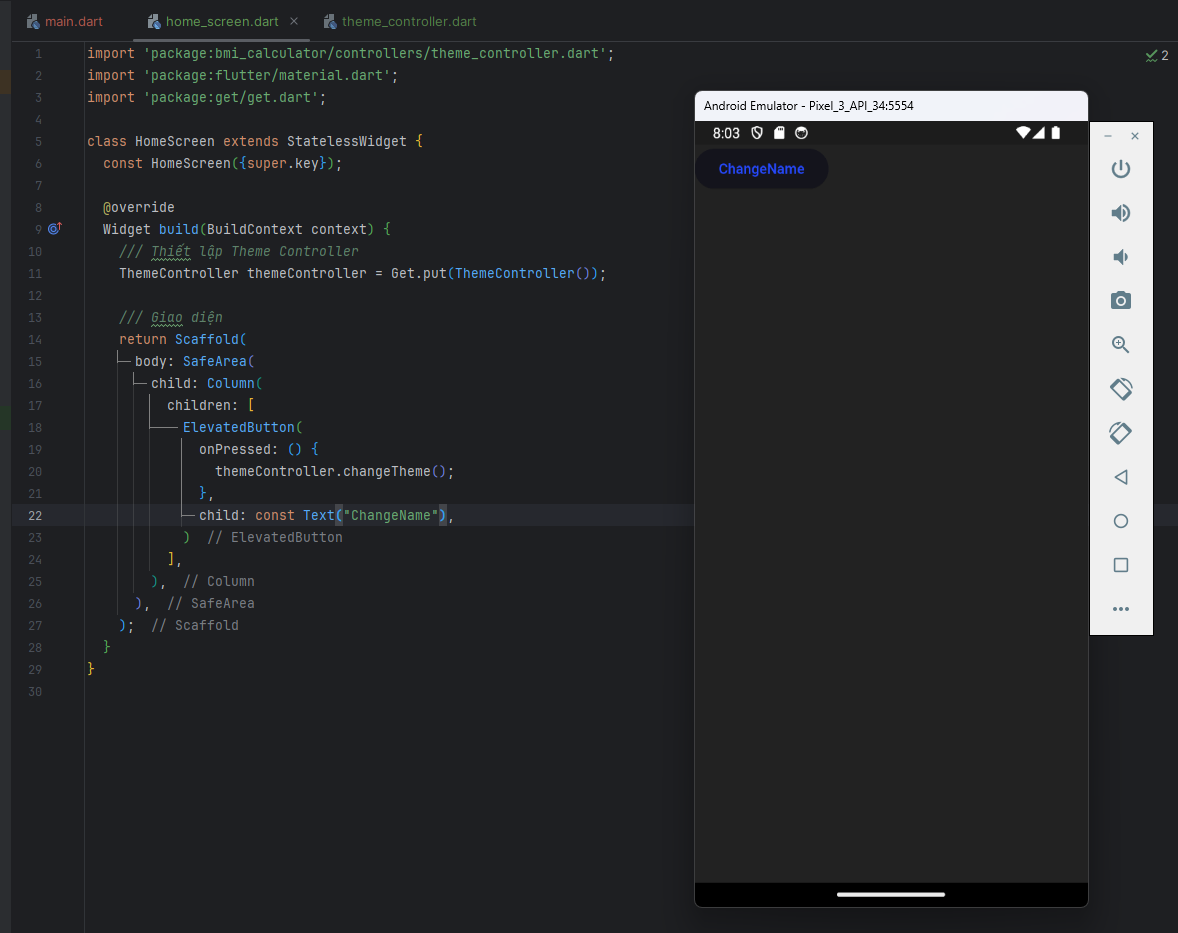 main.dart
home_screen.dart
theme_controller.dart
1 import 'package:bmi_calculator/controllers/theme_controller.dart';
2 import 'package:flutter/material.dart';
3 import 'package:get/get.dart';
4
5 class HomeScreen extends StatelessWidget {
6 const HomeScreen({super.key});
7
8 @override
9 Widget build(BuildContext context) {
10 /// Thiết lập Theme Controller
11 ThemeController themeController = Get.put(ThemeController());
12
13 /// Giao diện
14 return Scaffold(
15 body: SafeArea(
16 child: Column(
17 children: [
18 ElevatedButton(
19 onPressed: () {
20 themeController.changeTheme();
21 },
22 child: const Text("ChangeName"),
23 ) // ElevatedButton
24 ],
25 ), // Column
26 ), // SafeArea
27 ); // Scaffold
28 }
29 }
30
2
Android Emulator - Pixel_3_API_34:5554
8:03
ChangeName